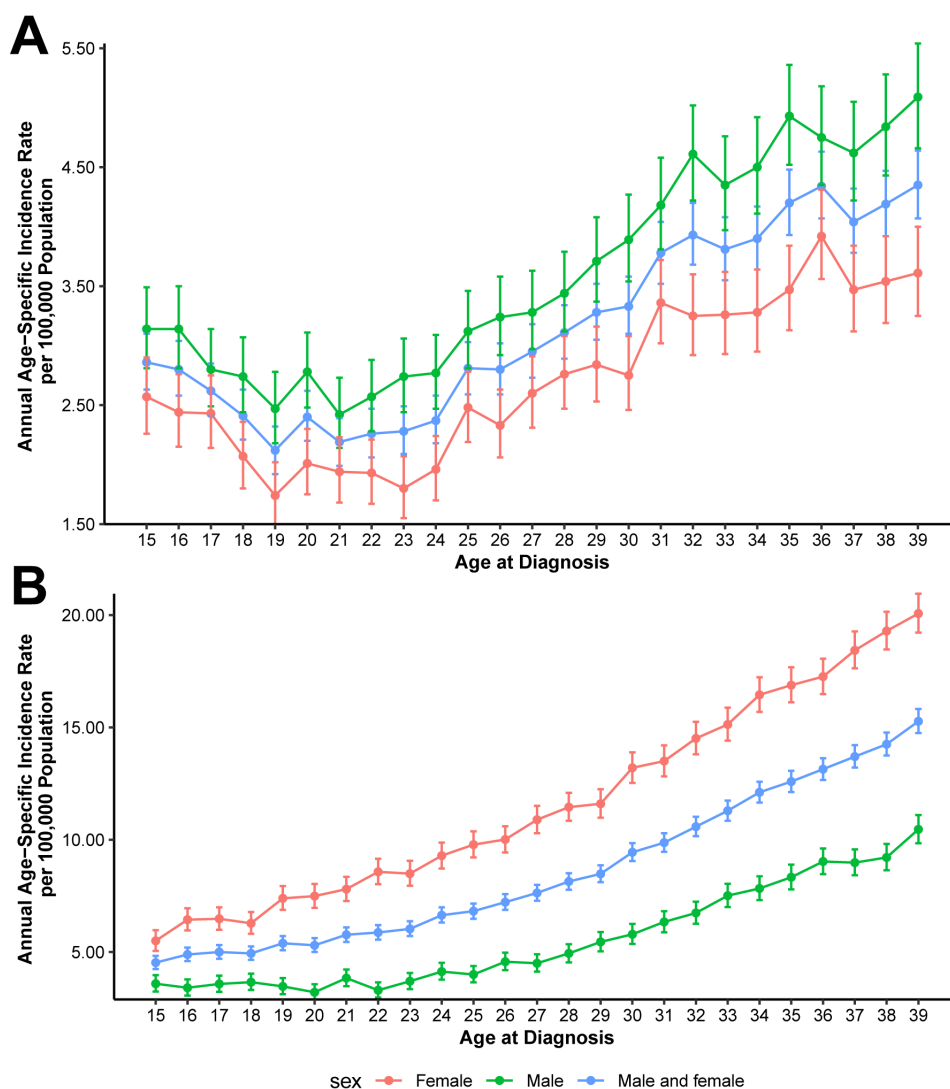 A
Annual Age−Specific Incidence Rate
per 100,000 Population
5.50
4.50
3.50
2.50
1.50
15 16 17 18 19 20 21 22 23 24 25 26 27 28 29 30 31 32 33 34 35 36 37 38 39
Age at Diagnosis
B
Annual Age−Specific Incidence Rate
per 100,000 Population
20.00
15.00
10.00
5.00
15 16 17 18 19 20 21 22 23 24 25 26 27 28 29 30 31 32 33 34 35 36 37 38 39
Age at Diagnosis
sex Female Male Male and female